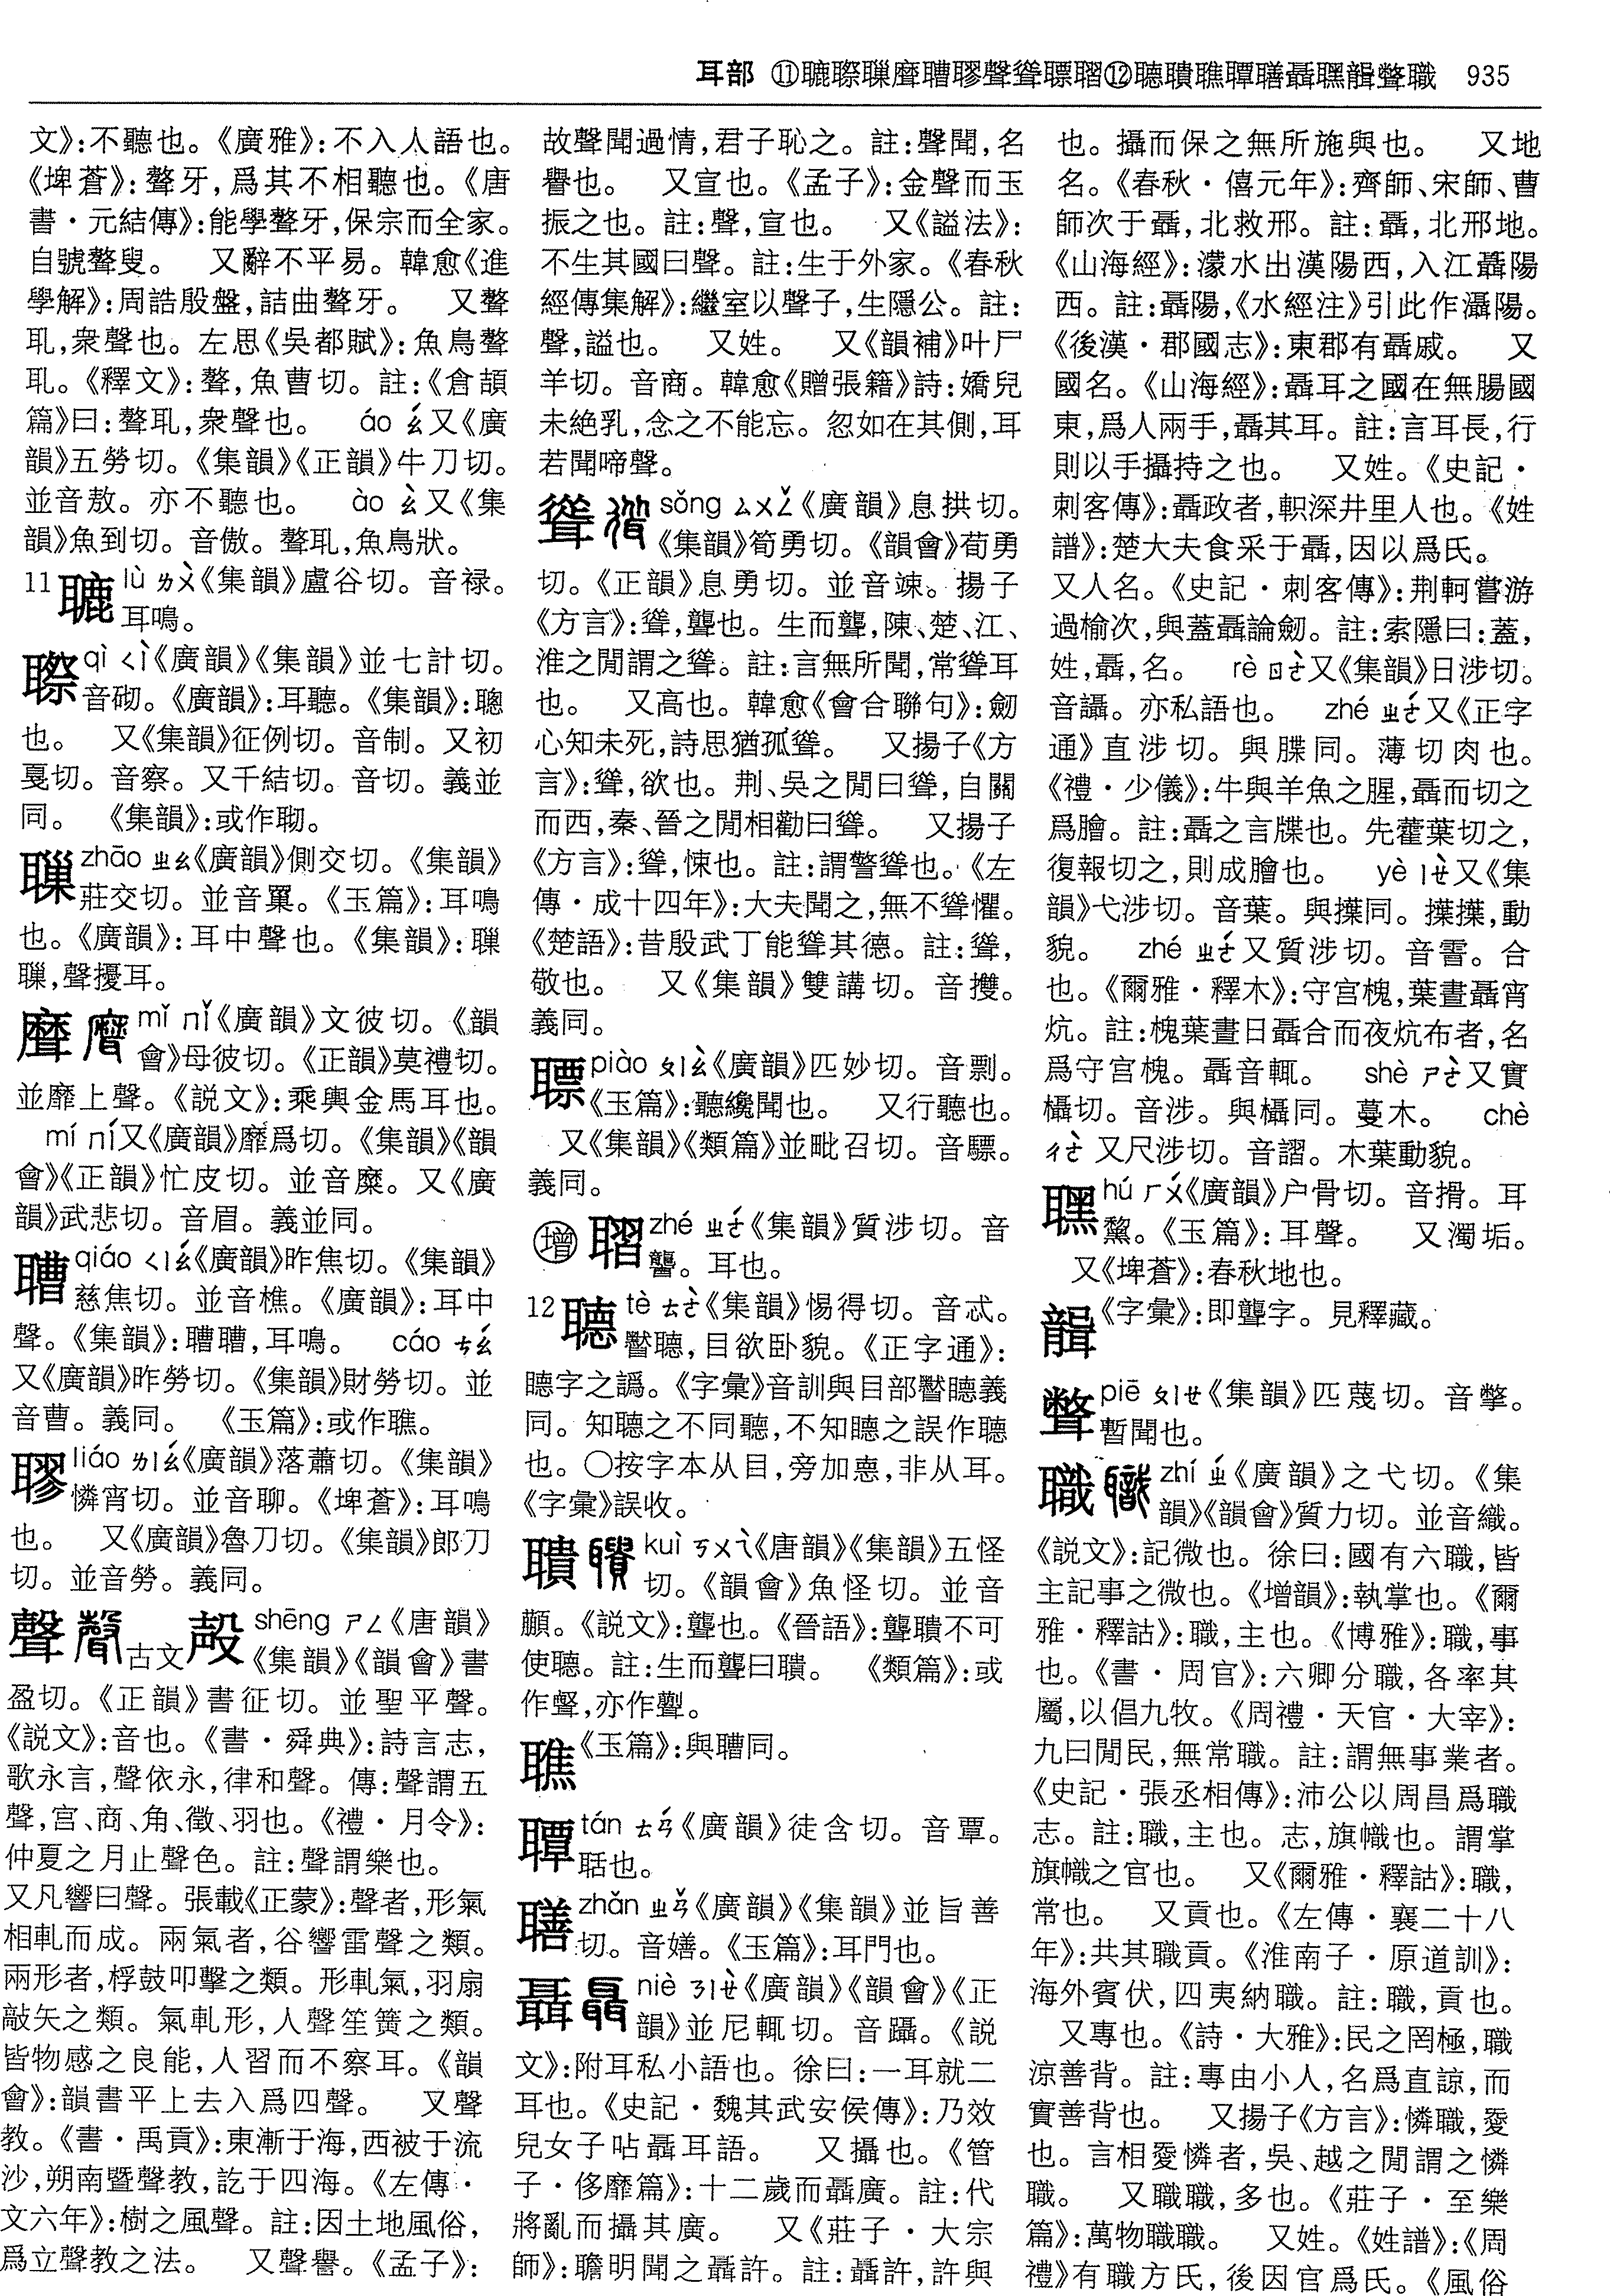 耳部 ⑪䎑䏅䎓䎕聹䏆聲聳䏇䎎⑫聽聵䎗䎙䎒聶䎚䎛䎖職 935
文》:不聽也。《廣雅》:不入人語也。
《埤蒼》:聱牙,爲其不相聽也。《唐
書·元結傳》:能學聱牙,保宗而全家。
自號聱叟。 又辭不平易。韓愈《進
學解》:周誥殷盤,詰曲聱牙。 又聱
耴,衆聲也。左思《吳都賦》:魚鳥聱
耴。《釋文》:聱,魚曹切。註:《倉頡
篇》曰:聱耴,衆聲也。 áo ㄠˊ又《廣
韻》五勞切。《集韻》《正韻》牛刀切。
並音敖。亦不聽也。 ào ㄠˋ又《集
韻》魚到切。音傲。聱耴,魚鳥狀。
11 lù ㄌㄨˋ《集韻》盧谷切。音禄。
耳鳴。
qì ㄑㄧˋ《廣韻》《集韻》並七計切。
音砌。《廣韻》:耳聽。《集韻》:聰
也。 又《集韻》征例切。音制。又初
戛切。音察。又千結切。音切。義並
同。 《集韻》:或作䎺。
zhāo ㄓㄠ《廣韻》側交切。《集韻》
莊交切。並音罺。《玉篇》:耳鳴
也。《廣韻》:耳中聲也。《集韻》:
,聲擾耳。
mǐ ㄇㄧˇ《廣韻》文彼切。《韻
會》母彼切。《正韻》莫禮切。
並靡上聲。《説文》:乘輿金馬耳也。
mí ㄇㄧˊ又《廣韻》靡爲切。《集韻》《韻
會》《正韻》忙皮切。並音糜。又《廣
韻》武悲切。音眉。義並同。
qiáo ㄑㄧㄠˊ《廣韻》昨焦切。《集韻》
慈焦切。並音樵。《廣韻》:耳中
聲。《集韻》:,耳鳴。 cáo ㄘㄠˊ
又《廣韻》昨勞切。《集韻》財勞切。並
音曹。義同。 《玉篇》:或作。
liáo ㄌㄧㄠˊ《廣韻》落蕭切。《集韻》
憐宵切。並音聊。《埤蒼》:耳鳴
也。 又《廣韻》魯刀切。《集韻》郎刀
切。並音勞。義同。
聲 古文 殸 shēng ㄕㄥ《唐韻》
《集韻》《韻會》書
盈切。《正韻》書征切。並聖平聲。
《説文》:音也。《書·舜典》:詩言志,
歌永言,聲依永,律和聲。傳:聲謂五
聲,宫、商、角、徵、羽也。《禮·月令》:
仲夏之月止聲色。註:聲謂樂也。
又凡響曰聲。張載《正蒙》:聲者,形氣
相軋而成。兩氣者,谷響雷聲之類。
兩形者,桴鼓叩擊之類。形軋氣,羽扇
敲矢之類。氣軋形,人聲笙簧之類。
皆物感之良能,人習而不察耳。《韻
會》:韻書平上去入爲四聲。 又聲
教。《書·禹貢》:東漸于海,西被于流
沙,朔南暨聲教,訖于四海。《左傳·
文六年》:樹之風聲。註:因土地風俗,
爲立聲教之法。 又聲譽。《孟子》:
故聲聞過情,君子恥之。註:聲聞,名
譽也。 又宣也。《孟子》:金聲而玉
振之也。註:聲,宣也。 又《謚法》:
不生其國曰聲。註:生于外家。《春秋
經傳集解》:繼室以聲子,生隱公。註:
聲,謚也。 又姓。 又《韻補》叶尸
羊切。音商。韓愈《贈張籍》詩:嬌兒
未絶乳,念之不能忘。忽如在其側,耳
若聞啼聲。
聳 sǒng ㄙㄨㄥˇ《廣韻》息拱切。
《集韻》筍勇切。《韻會》荀勇
切。《正韻》息勇切。並音竦。揚子
《方言》:聳,聾也。生而聾,陳、楚、江、
淮之閒謂之聳。註:言無所聞,常聳耳
也。 又高也。韓愈《會合聯句》:劒
心知未死,詩思猶孤聳。 又揚子《方
言》:聳,欲也。荆、吳之閒曰聳,自關
而西,秦、晉之閒相勸曰聳。 又揚子
《方言》:聳,悚也。註:謂警聳也。《左
傳·成十四年》:大夫聞之,無不聳懼。
《楚語》:昔殷武丁能聳其德。註:聳,
敬也。 又《集韻》雙講切。音㩳。
義同。
piào ㄆㄧㄠˋ《廣韻》匹妙切。音剽。
《玉篇》:聽纔聞也。 又行聽也。
又《集韻》《類篇》並毗召切。音驃。
義同。
增 zhé ㄓㄜˊ《集韻》質涉切。音
讋。耳也。
12 tè ㄊㄜˋ《集韻》惕得切。音忒。
,目欲卧貌。《正字通》:
字之譌。《字彙》音訓與目部義
同。知之不同聽,不知之誤作
也。〇按字本从目,旁加惪,非从耳。
《字彙》誤收。
聵 kuì ㄎㄨㄟˋ《唐韻》《集韻》五怪
切。《韻會》魚怪切。並音
顡。《説文》:聾也。《晉語》:聾聵不可
使聽。註:生而聾曰聵。 《類篇》:或
作,亦作。
《玉篇》:與同。
tán ㄊㄢˊ《廣韻》徒含切。音覃。
聒也。
zhǎn ㄓㄢˇ《廣韻》《集韻》並旨善
切。音𡢀。《玉篇》:耳門也。
聶 niè ㄋㄧㄝˋ《廣韻》《韻會》《正
韻》並尼輒切。音躡。《説
文》:附耳私小語也。徐曰:一耳就二
耳也。《史記·魏其武安侯傳》:乃效
兒女子呫聶耳語。 又攝也。《管
子·侈靡篇》:十二歲而聶廣。註:代
將亂而攝其廣。 又《莊子·大宗
師》:瞻明聞之聶許。註:聶許,許與
也。攝而保之無所施與也。 又地
名。《春秋·僖元年》:齊師、宋師、曹
師次于聶,北救邢。註:聶,北邢地。
《山海經》:濛水出漢陽西,入江聶陽
西。註:聶陽,《水經注》引此作灄陽。
《後漢·郡國志》:東郡有聶戚。 又
國名。《山海經》:聶耳之國在無腸國
東,爲人兩手,聶其耳。註:言耳長,行
則以手攝持之也。 又姓。《史記·
刺客傳》:聶政者,軹深井里人也。《姓
譜》:楚大夫食采于聶,因以爲氏。
又人名。《史記·刺客傳》:荆軻嘗游
過榆次,與蓋聶論劒。註:索隱曰:蓋,
姓,聶,名。 rè ㄖㄜˋ又《集韻》日涉切。
音讘。亦私語也。 zhé ㄓㄜˊ又《正字
通》直涉切。與牒同。薄切肉也。
《禮·少儀》:牛與羊魚之腥,聶而切之
爲膾。註:聶之言牒也。先藿葉切之,
復報切之,則成膾也。 yè ㄧㄝˋ又《集
韻》弋涉切。音葉。與擛同。擛擛,動
貌。 zhé ㄓㄜˊ又質涉切。音霅。合
也。《爾雅·釋木》:守宫槐,葉晝聶宵
炕。註:槐葉晝日聶合而夜炕布者,名
爲守宫槐。聶音輒。 shè ㄕㄜˋ又實
欇切。音涉。與欇同。蔓木。 chè
ㄔㄜˋ又尺涉切。音謵。木葉動貌。
hú ㄏㄨˊ《廣韻》户骨切。音搰。耳
黧。《玉篇》:耳聲。 又濁垢。
又《埤蒼》:春秋地也。
《字彙》:即聾字。見釋藏。
piē ㄆㄧㄝ《集韻》匹蔑切。音撆。
暫聞也。
職 zhí ㄓˊ《廣韻》之弋切。《集
韻》《韻會》質力切。並音織。
《説文》:記微也。徐曰:國有六職,皆
主記事之微也。《增韻》:執掌也。《爾
雅·釋詁》:職,主也。《博雅》:職,事
也。《書·周官》:六卿分職,各率其
屬,以倡九牧。《周禮·天官·大宰》:
九曰閒民,無常職。註:謂無事業者。
《史記·張丞相傳》:沛公以周昌爲職
志。註:職,主也。志,旗幟也。謂掌
旗幟之官也。 又《爾雅·釋詁》:職,
常也。 又貢也。《左傳·襄二十八
年》:共其職貢。《淮南子·原道訓》:
海外賓伏,四夷納職。註:職,貢也。
又專也。《詩·大雅》:民之罔極,職
涼善背。註:專由小人,名爲直諒,而
實善背也。 又揚子《方言》:憐職,愛
也。言相愛憐者,吳、越之閒謂之憐
職。 又職職,多也。《莊子·至樂
篇》:萬物職職。 又姓。《姓譜》:《周
禮》有職方氏,後因官爲氏。《風俗